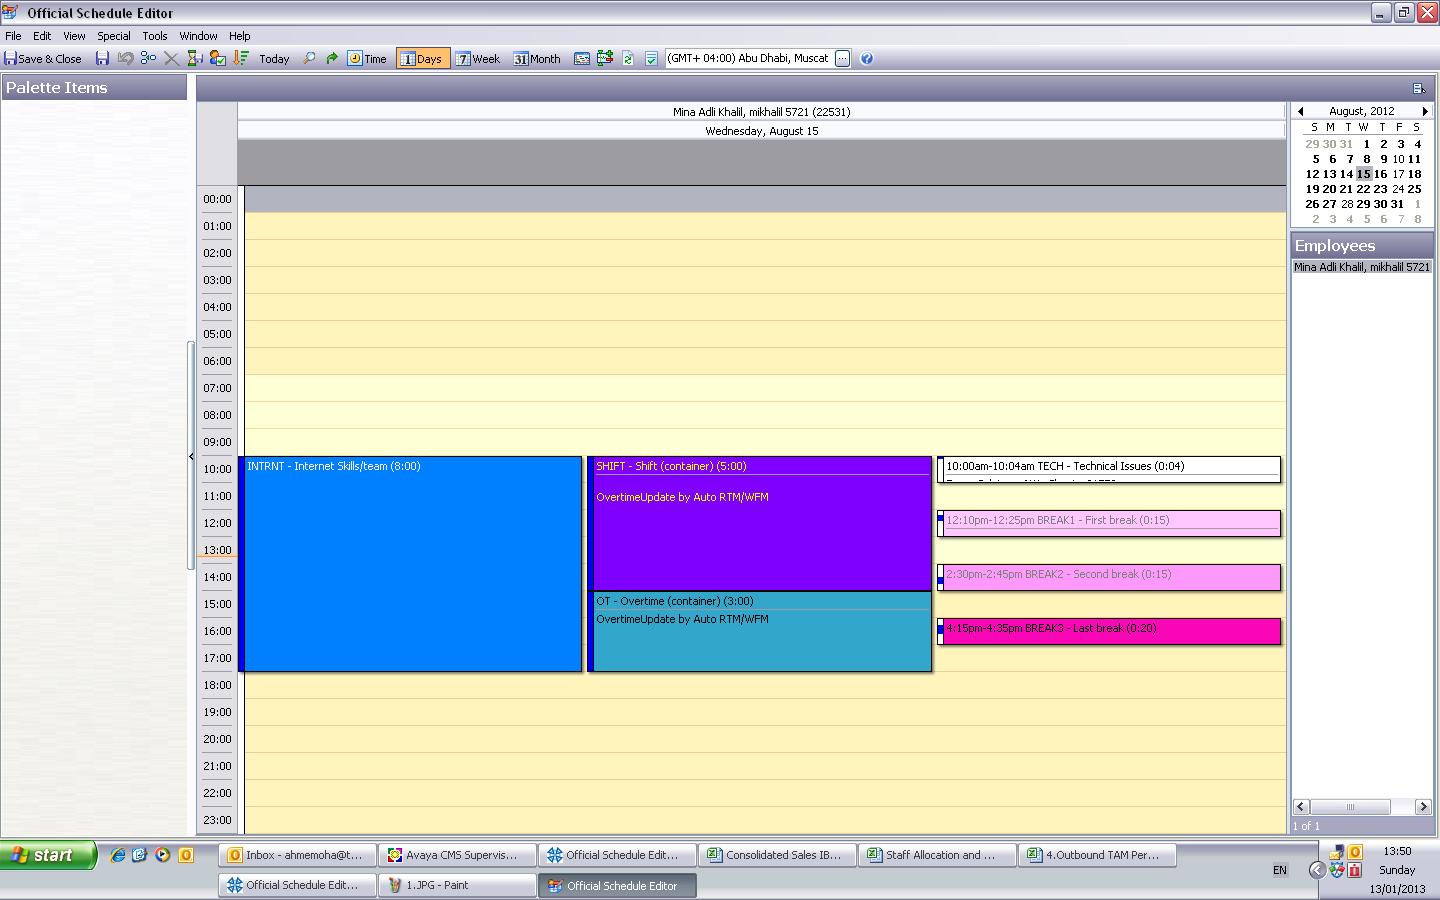 Official Schedule Editor
File Edit View Special Tools Window Help
Save & Close Today Time 1 Days 7 Week 31 Month (GMT+ 04:00) Abu Dhabi, Muscat ...
Palette Items
Mina Adli Khalil, mikhalil 5721 (22531)
Wednesday, August 15
00:00
01:00
02:00
03:00
04:00
05:00
06:00
07:00
08:00
09:00
10:00
11:00
12:00
13:00
14:00
15:00
16:00
17:00
18:00
19:00
20:00
21:00
22:00
23:00
INTRNT - Internet Skills/team (8:00)
SHIFT - Shift (container) (5:00)
OvertimeUpdate by Auto RTM/WFM
OT - Overtime (container) (3:00)
OvertimeUpdate by Auto RTM/WFM
10:00am-10:04am TECH - Technical Issues (0:04)
12:10pm-12:25pm BREAK1 - First break (0:15)
2:30pm-2:45pm BREAK2 - Second break (0:15)
4:15pm-4:35pm BREAK3 - Last break (0:20)
August, 2012
S M T W T F S
29 30 31 1 2 3 4
5 6 7 8 9 10 11
12 13 14 15 16 17 18
19 20 21 22 23 24 25
26 27 28 29 30 31 1
2 3 4 5 6 7 8
Employees
Mina Adli Khalil, mikhalil 5721
1 of 1
start
Inbox - ahmemoha@t... Avaya CMS Supervis... Official Schedule Edit... Consolidated Sales IB... Staff Allocation and ... 4.Outbound TAM Per...
Official Schedule Edit... 1.JPG - Paint Official Schedule Editor
EN
13:50
Sunday
13/01/2013